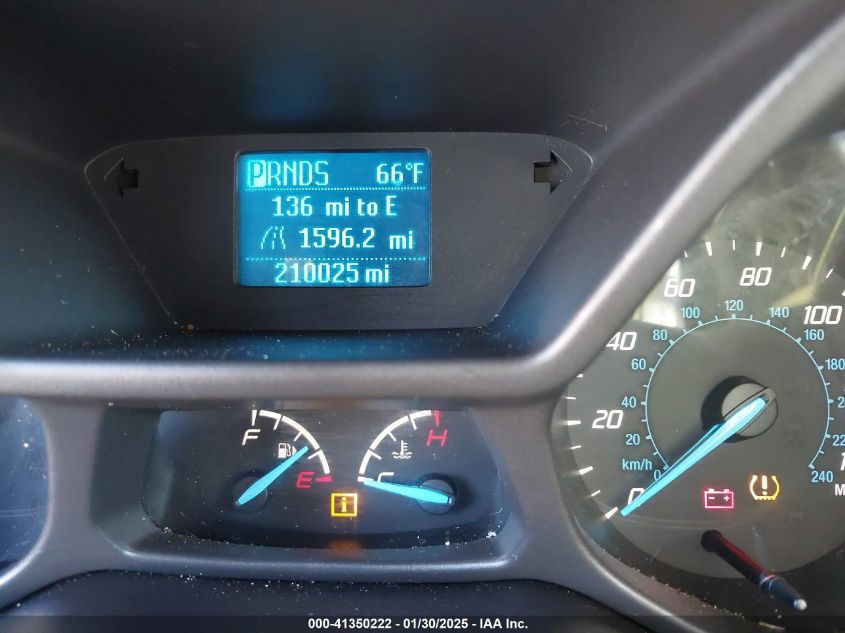 PRNDS 66°F
136 mi to E
1596.2 mi
210025 mi
F E
C H
0 20 40 60 80 100
0 20 40 60 80 100 120 140 160 180 240
km/h
000-41350222 - 01/30/2025 - IAA Inc.